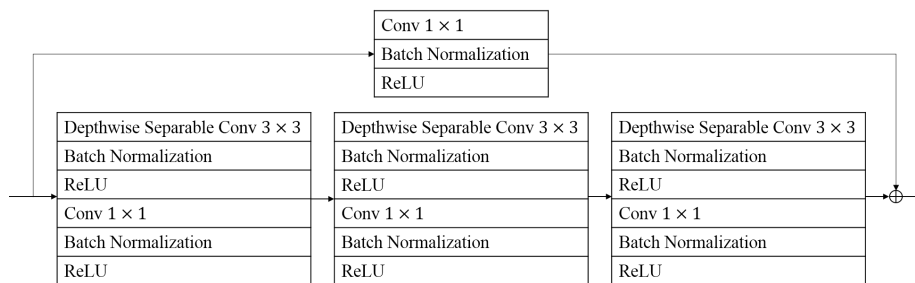 Conv 1 × 1
Batch Normalization
ReLU
Depthwise Separable Conv 3 × 3
Batch Normalization
ReLU
Conv 1 × 1
Batch Normalization
ReLU
Depthwise Separable Conv 3 × 3
Batch Normalization
ReLU
Conv 1 × 1
Batch Normalization
ReLU
Depthwise Separable Conv 3 × 3
Batch Normalization
ReLU
Conv 1 × 1
Batch Normalization
ReLU